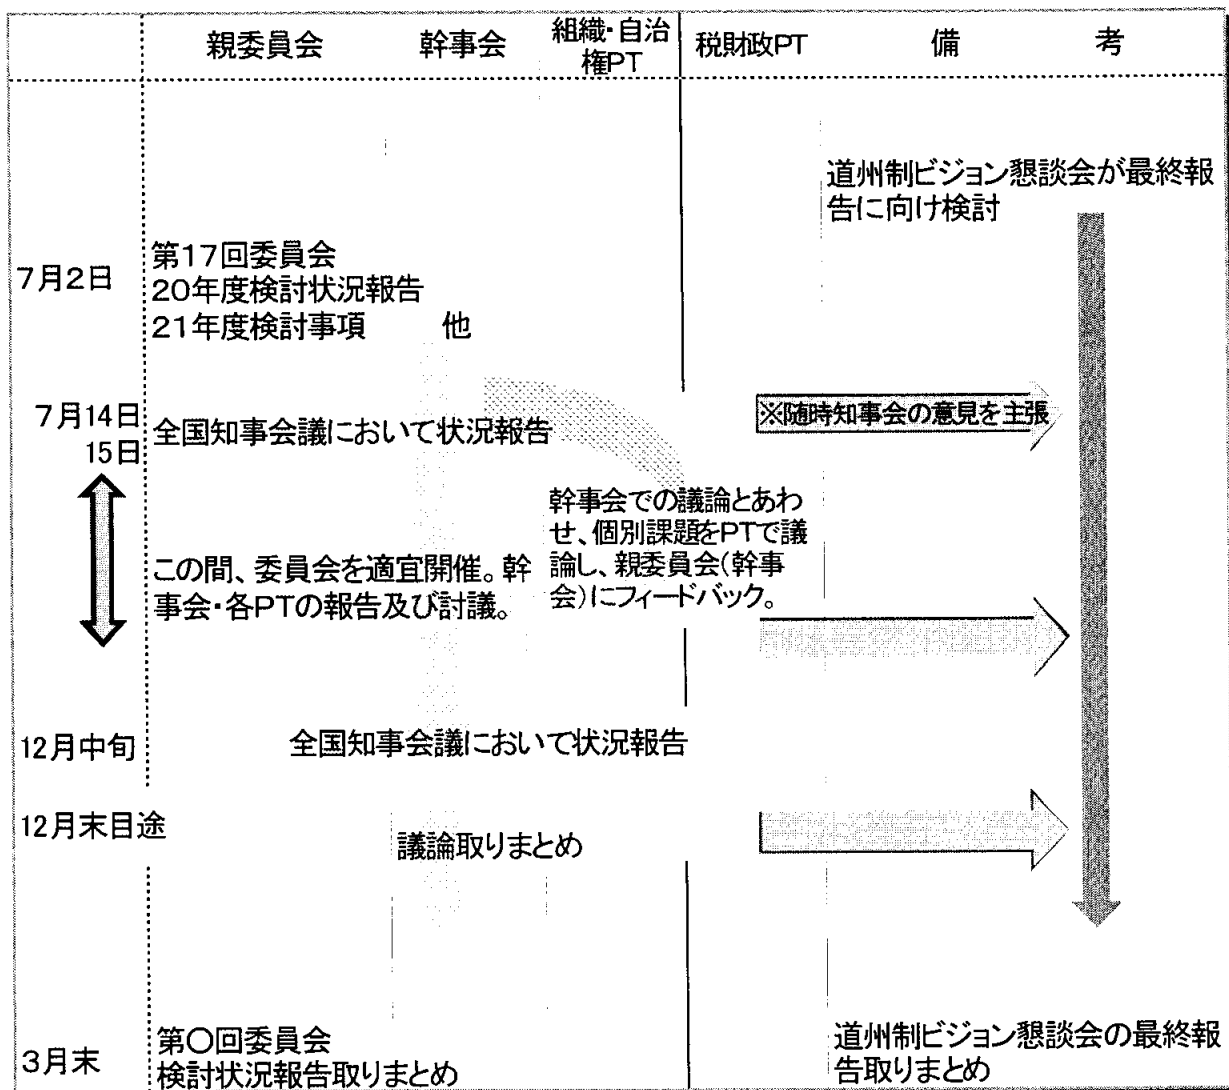 親委員会
幹事会
組織・自治
権PT
税財政PT
備　考
道州制ビジョン懇談会が最終報
告に向け検討
7月2日
第17回委員会
20年度検討状況報告
21年度検討事項　他
7月14日
15日
全国知事会議において状況報告
※随時知事会の意見を主張
この間、委員会を適宜開催。幹
事会・各PTの報告及び討議。
幹事会での議論とあわ
せ、個別課題をPTで議
論し、親委員会(幹事
会)にフィードバック。
12月中旬
全国知事会議において状況報告
12月末目途
議論取りまとめ
3月末
第〇回委員会
検討状況報告取りまとめ
道州制ビジョン懇談会の最終報
告取りまとめ